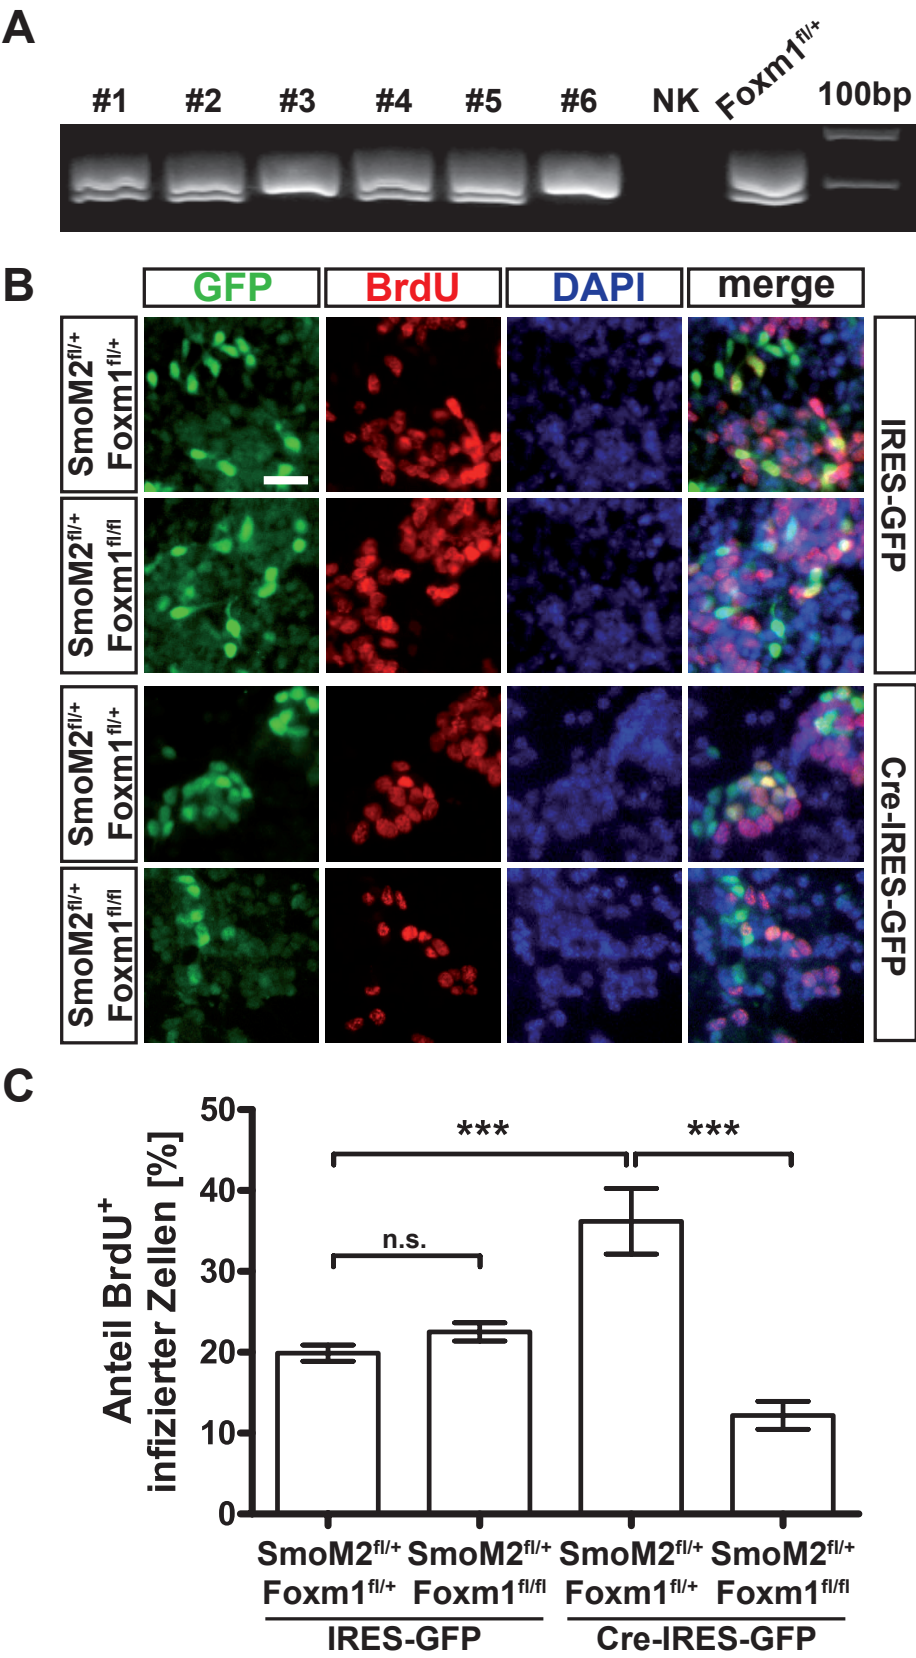 A
#1 #2 #3 #4 #5 #6 NK Foxm1fl/+ 100bp
B
GFP BrdU DAPI merge
SmoM2fl/+
Foxm1fl/+
SmoM2fl/+
Foxm1fl/fl
IRES-GFP
SmoM2fl/+
Foxm1fl/+
SmoM2fl/+
Foxm1fl/fl
Cre-IRES-GFP
C
Anteil BrdU+
infizierter Zellen [%]
50
40
30
20
10
0
*** ***
n.s.
SmoM2fl/+ SmoM2fl/+ SmoM2fl/+ SmoM2fl/+
Foxm1fl/+ Foxm1fl/fl Foxm1fl/+ Foxm1fl/fl
IRES-GFP Cre-IRES-GFP